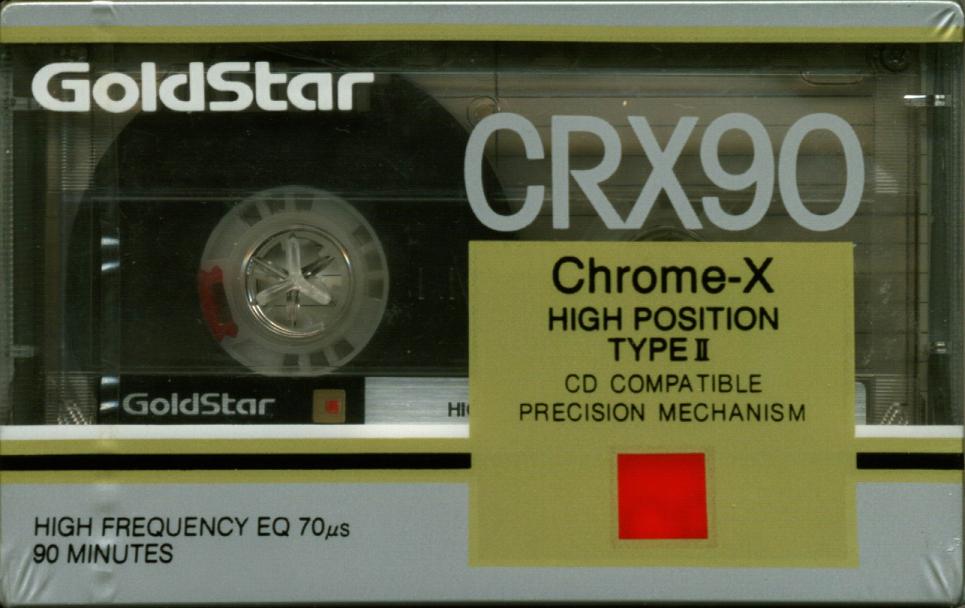 GoldStar
CRX90
Chrome-X
HIGH POSITION
TYPE II
CD COMPATIBLE
PRECISION MECHANISM
GoldStar
HIGH FREQUENCY EQ 70μs
90 MINUTES